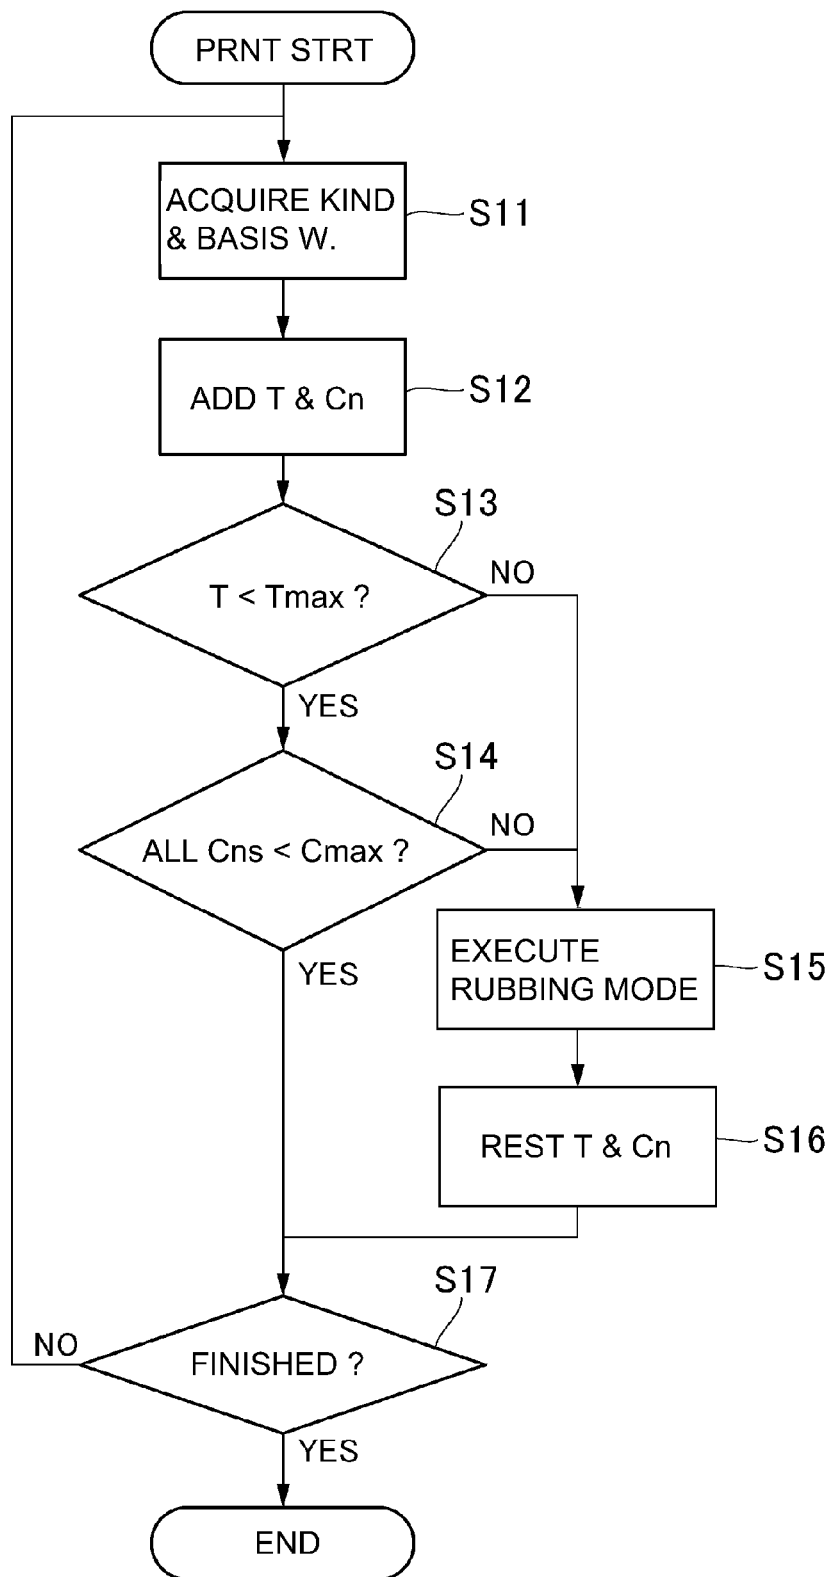 PRNT STRT
ACQUIRE KIND
& BASIS W.
S11
ADD T & Cn
S12
S13
T < Tmax ?
NO
YES
S14
ALL Cns < Cmax ?
NO
YES
EXECUTE
RUBBING MODE
S15
REST T & Cn
S16
S17
FINISHED ?
NO
YES
END